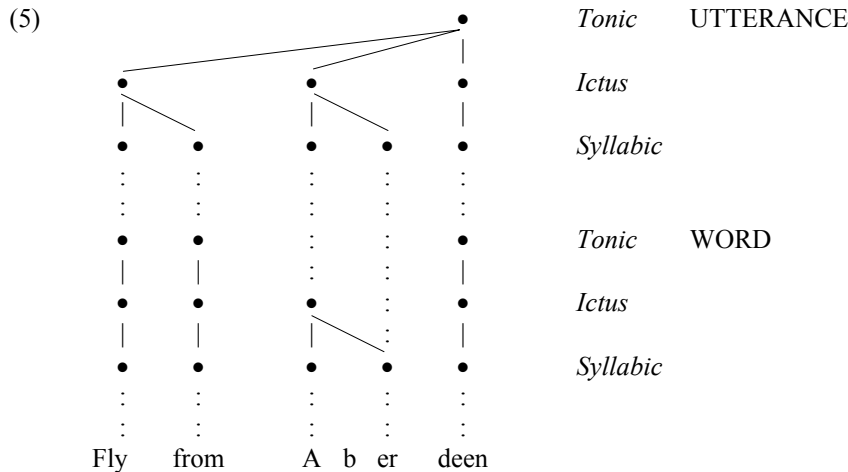 (5) Tonic UTTERANCE
Ictus
Syllabic
Tonic WORD
Ictus
Syllabic
Fly from A b er deen